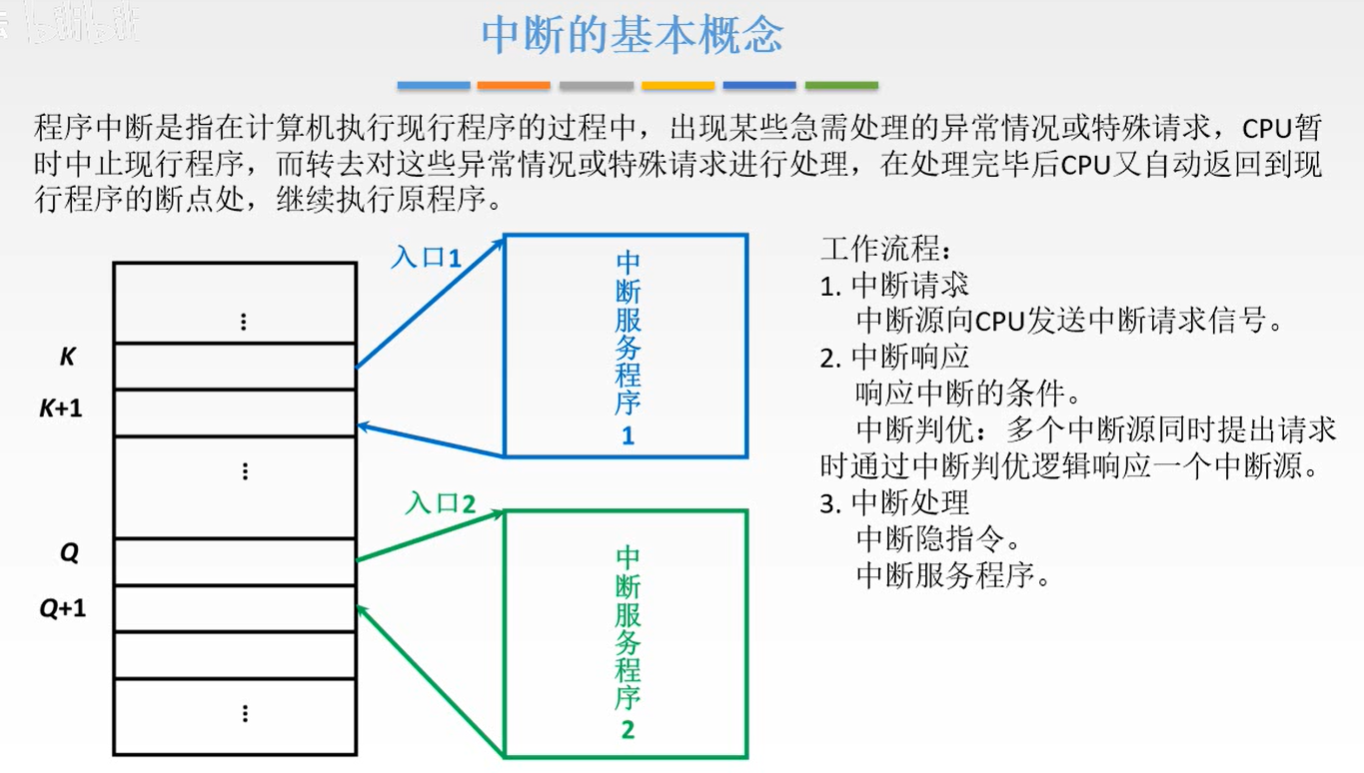 bilibili
中断的基本概念
程序中断是指在计算机执行现行程序的过程中，出现某些急需处理的异常情况或特殊请求，CPU暂
时中止现行程序，而转去对这些异常情况或特殊请求进行处理，在处理完毕后CPU又自动返回到现
行程序的断点处，继续执行原程序。
⋮
K
K+1
⋮
Q
Q+1
⋮
入口1
中断服务程序1
入口2
中断服务程序2
工作流程：
1. 中断请求
中断源向CPU发送中断请求信号。
2. 中断响应
响应中断的条件。
中断判优：多个中断源同时提出请求
时通过中断判优逻辑响应一个中断源。
3. 中断处理
中断隐指令。
中断服务程序。